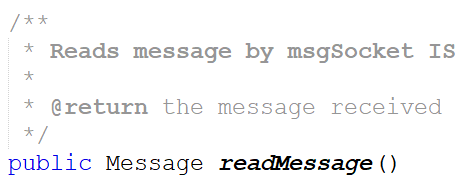 /**
* Reads message by msgSocket IS
*
* @return the message received
*/
public Message readMessage()